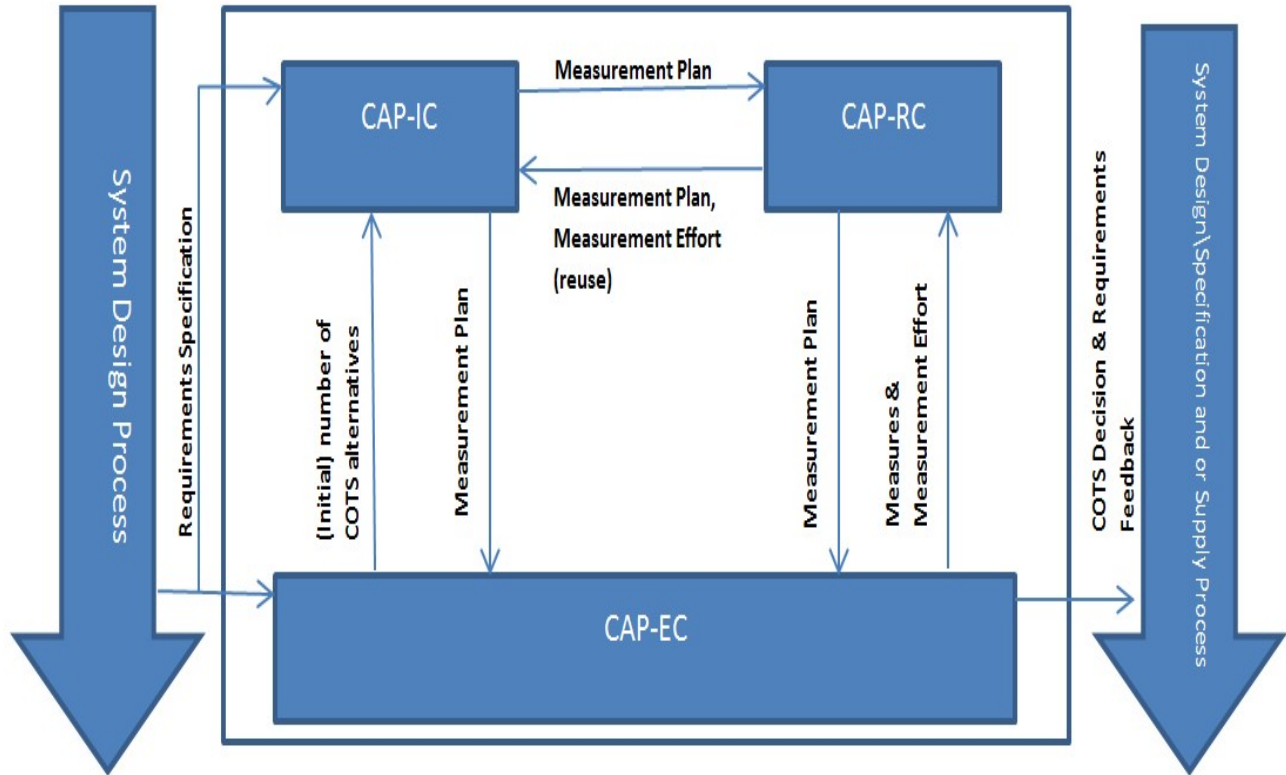 System Design Process
Requirements Specification
CAP-IC
Measurement Plan
CAP-RC
Measurement Plan,
Measurement Effort
(reuse)
(Initial) number of
COTS alternatives
Measurement Plan
Measurement Plan
Measures &
Measurement Effort
CAP-EC
COTS Decision & Requirements
Feedback
System Design\Specification and or Supply Process